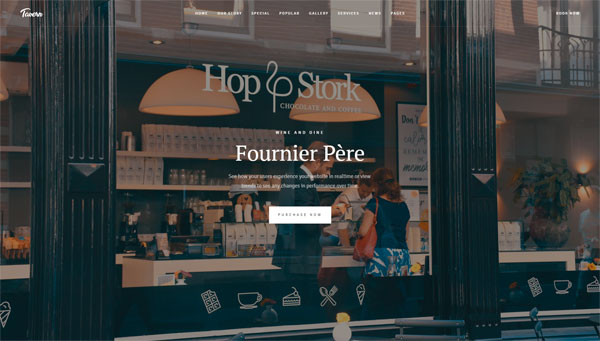 Tavern
HOME OUR STORY SPECIAL POPULAR GALLERY SERVICES NEWS PAGES
BOOK NOW
Hop Stork
CHOCOLATE AND COFFEE
WINE AND DINE
Fournier Père
See how your users experience your website in realtime or view
trends to see any changes in performance over time.
PURCHASE NOW
Don't
REMEMBER